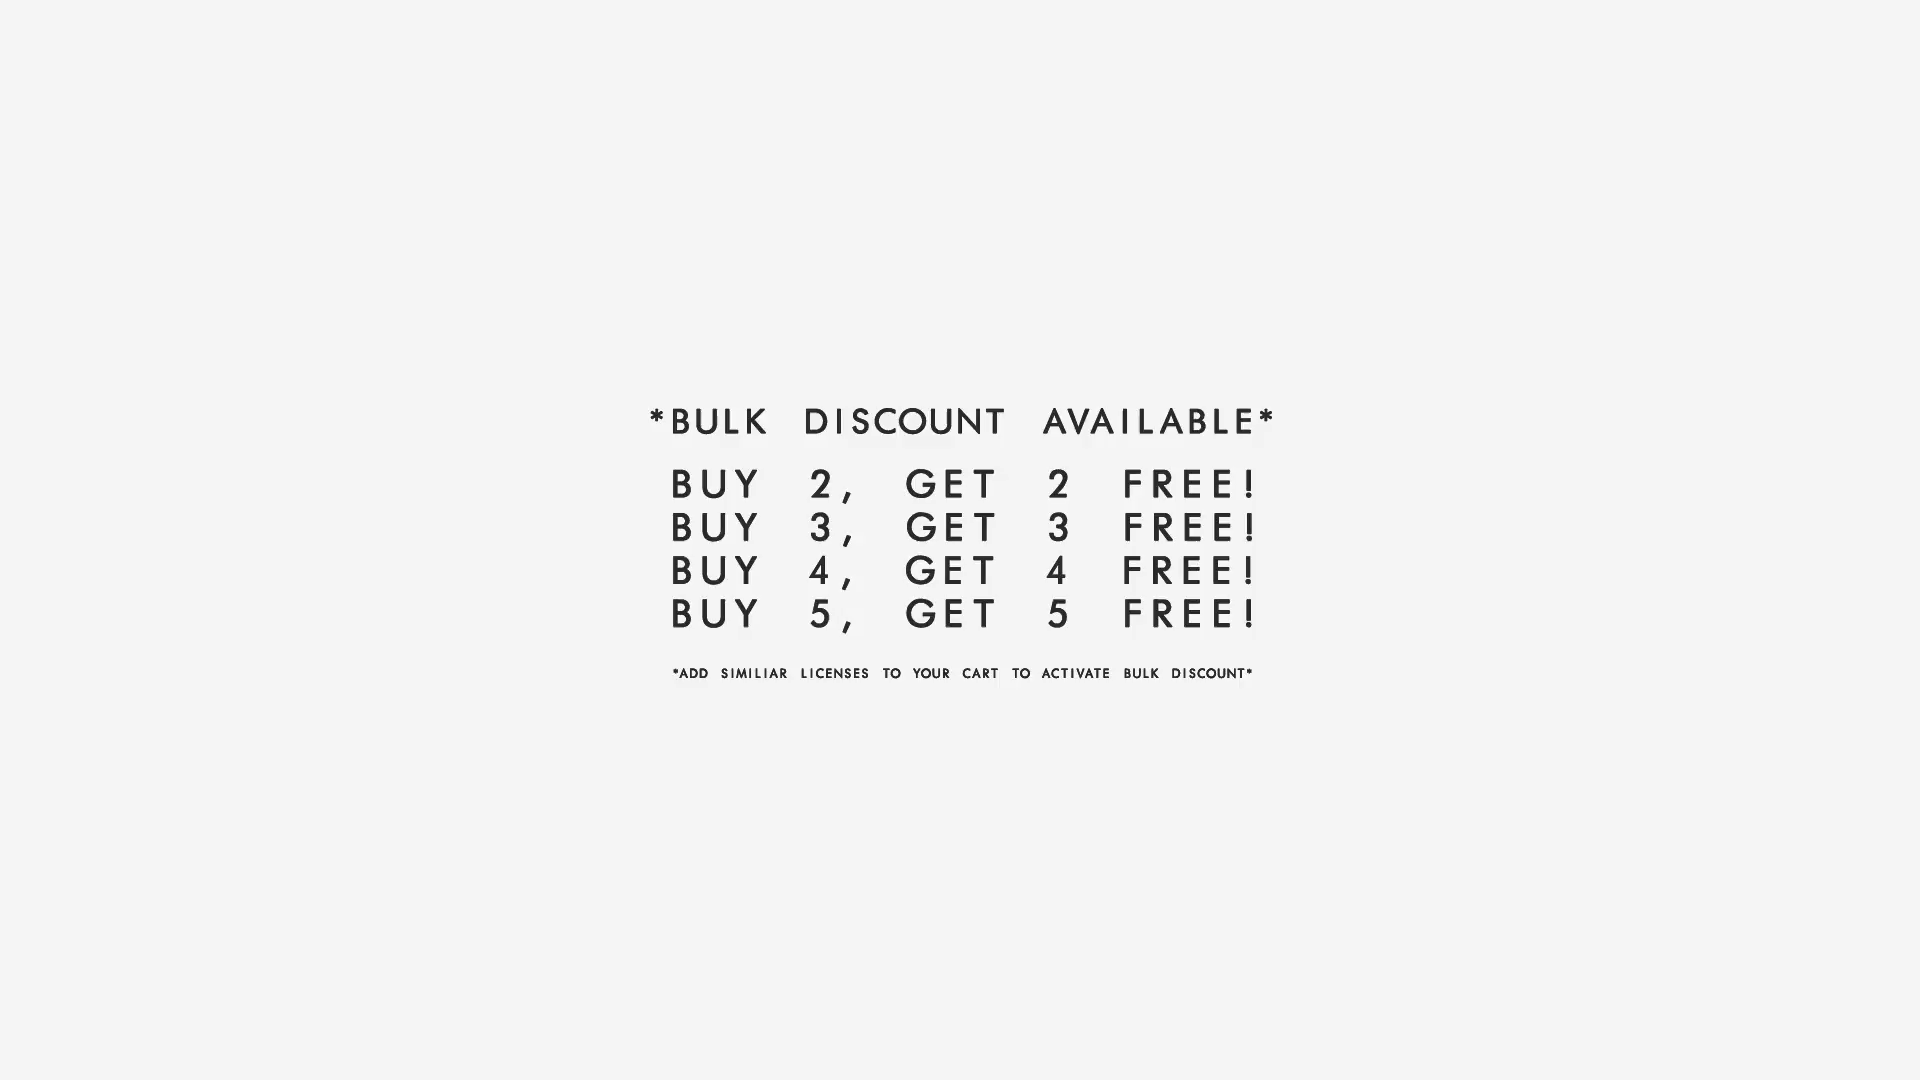 *BULK DISCOUNT AVAILABLE*
BUY 2, GET 2 FREE!
BUY 3, GET 3 FREE!
BUY 4, GET 4 FREE!
BUY 5, GET 5 FREE!
*ADD SIMILIAR LICENSES TO YOUR CART TO ACTIVATE BULK DISCOUNT*